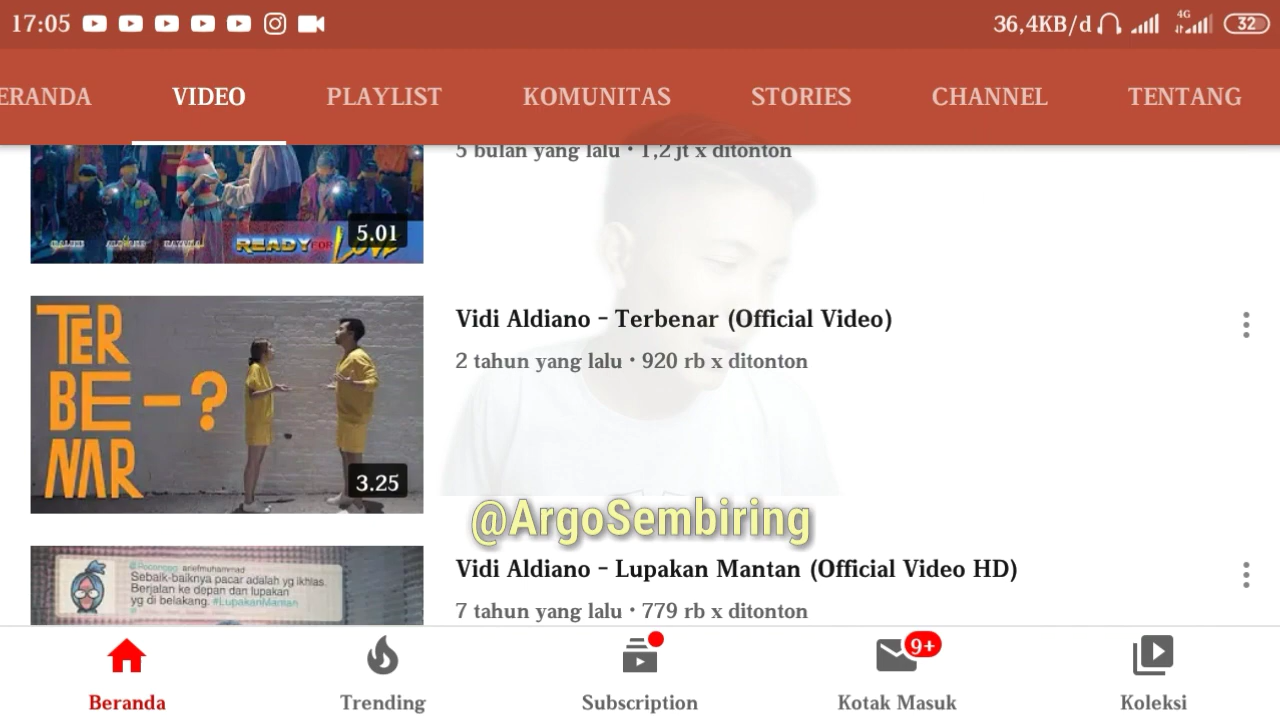 17:05
36,4KB/d
4G
32
ERANDA
VIDEO
PLAYLIST
KOMUNITAS
STORIES
CHANNEL
TENTANG
5 bulan yang lalu • 1,2 jt x ditonton
READY FOR LOVE
5.01
TER
BE-?
NAR
3.25
Vidi Aldiano - Terbenar (Official Video)
2 tahun yang lalu • 920 rb x ditonton
@ArgoSembiring
ariefmuhammad
Sebaik-baiknya pacar adalah yg ikhlas.
Berjalan ke depan dan lupakan
yg di belakang. #LupakanMantan
Vidi Aldiano - Lupakan Mantan (Official Video HD)
7 tahun yang lalu • 779 rb x ditonton
9+
Beranda
Trending
Subscription
Kotak Masuk
Koleksi